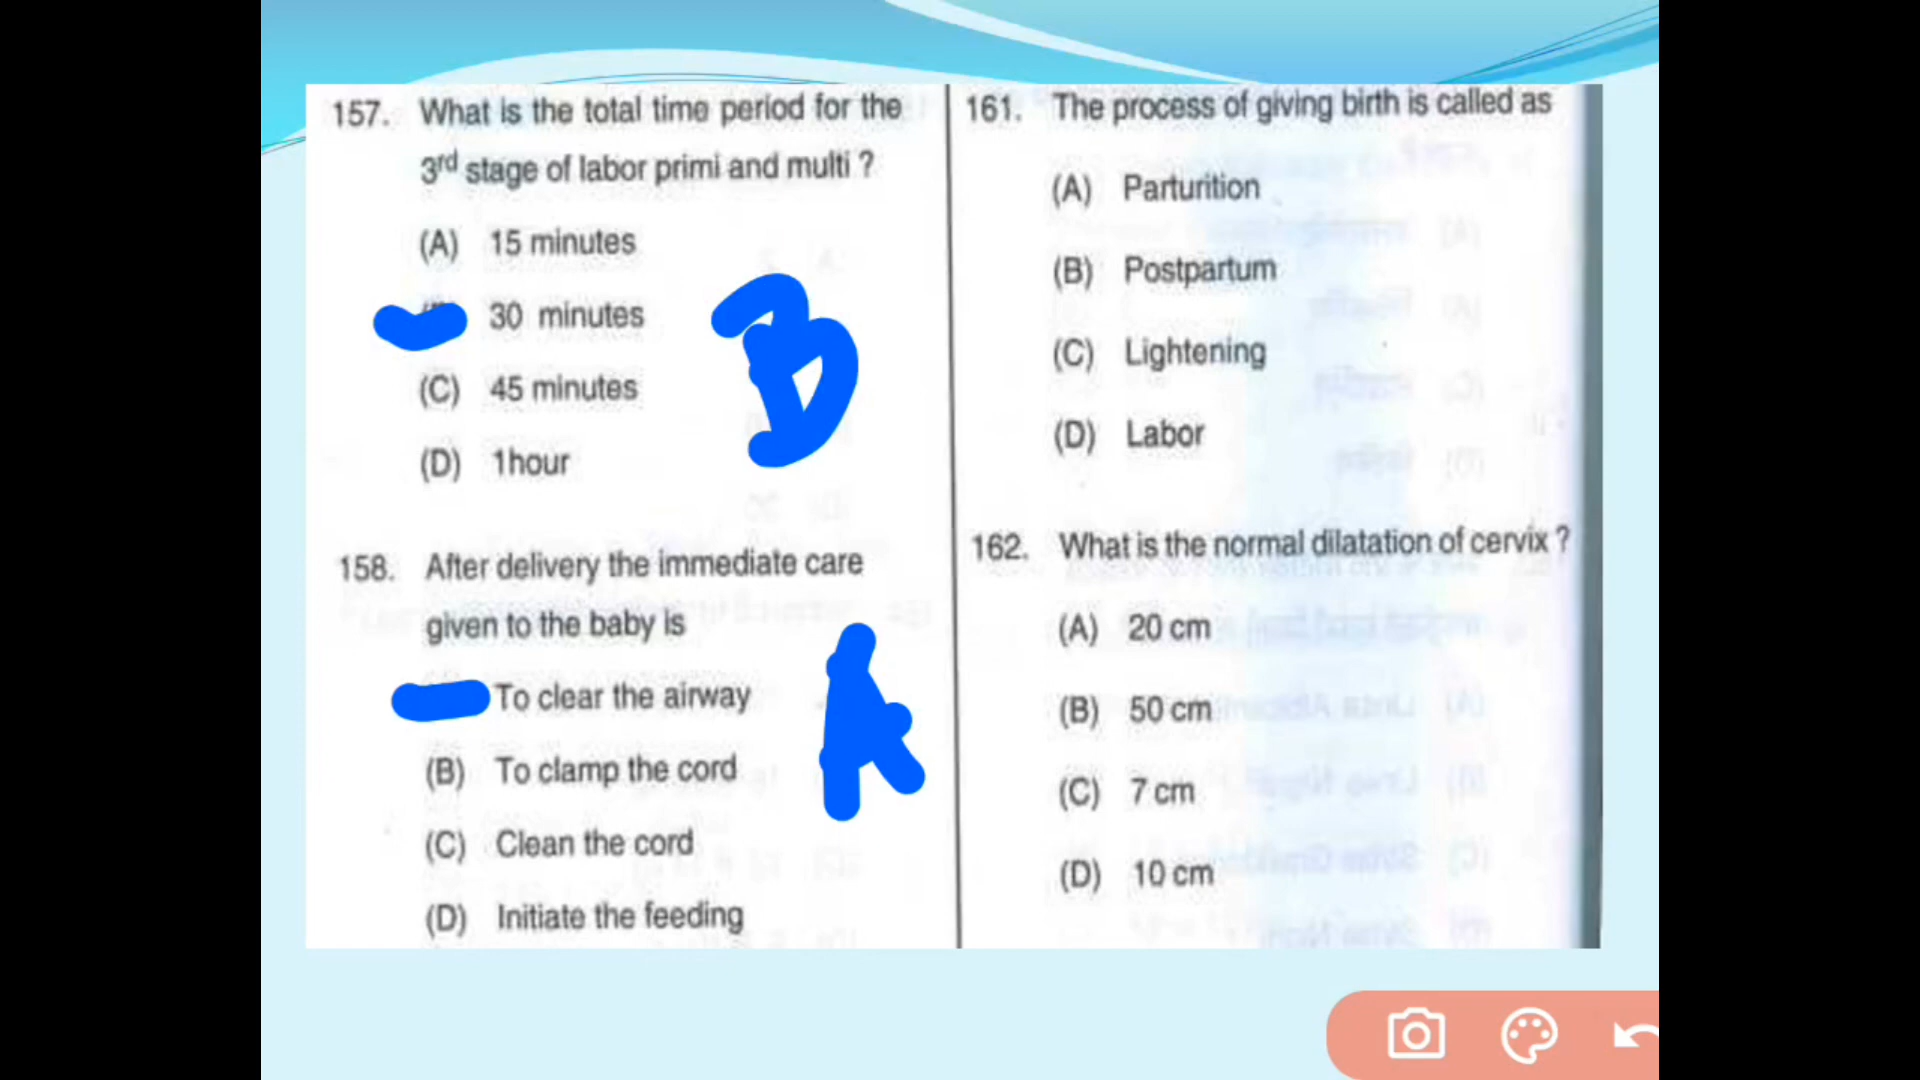 157. What is the total time period for the
3rd stage of labor primi and multi ?
(A) 15 minutes
30 minutes
B
(C) 45 minutes
(D) 1hour
158. After delivery the immediate care
given to the baby is
To clear the airway
A
(B) To clamp the cord
(C) Clean the cord
(D) Initiate the feeding
161. The process of giving birth is called as
(A) Parturition
(B) Postpartum
(C) Lightening
(D) Labor
162. What is the normal dilatation of cervix ?
(A) 20 cm
(B) 50 cm
(C) 7 cm
(D) 10 cm